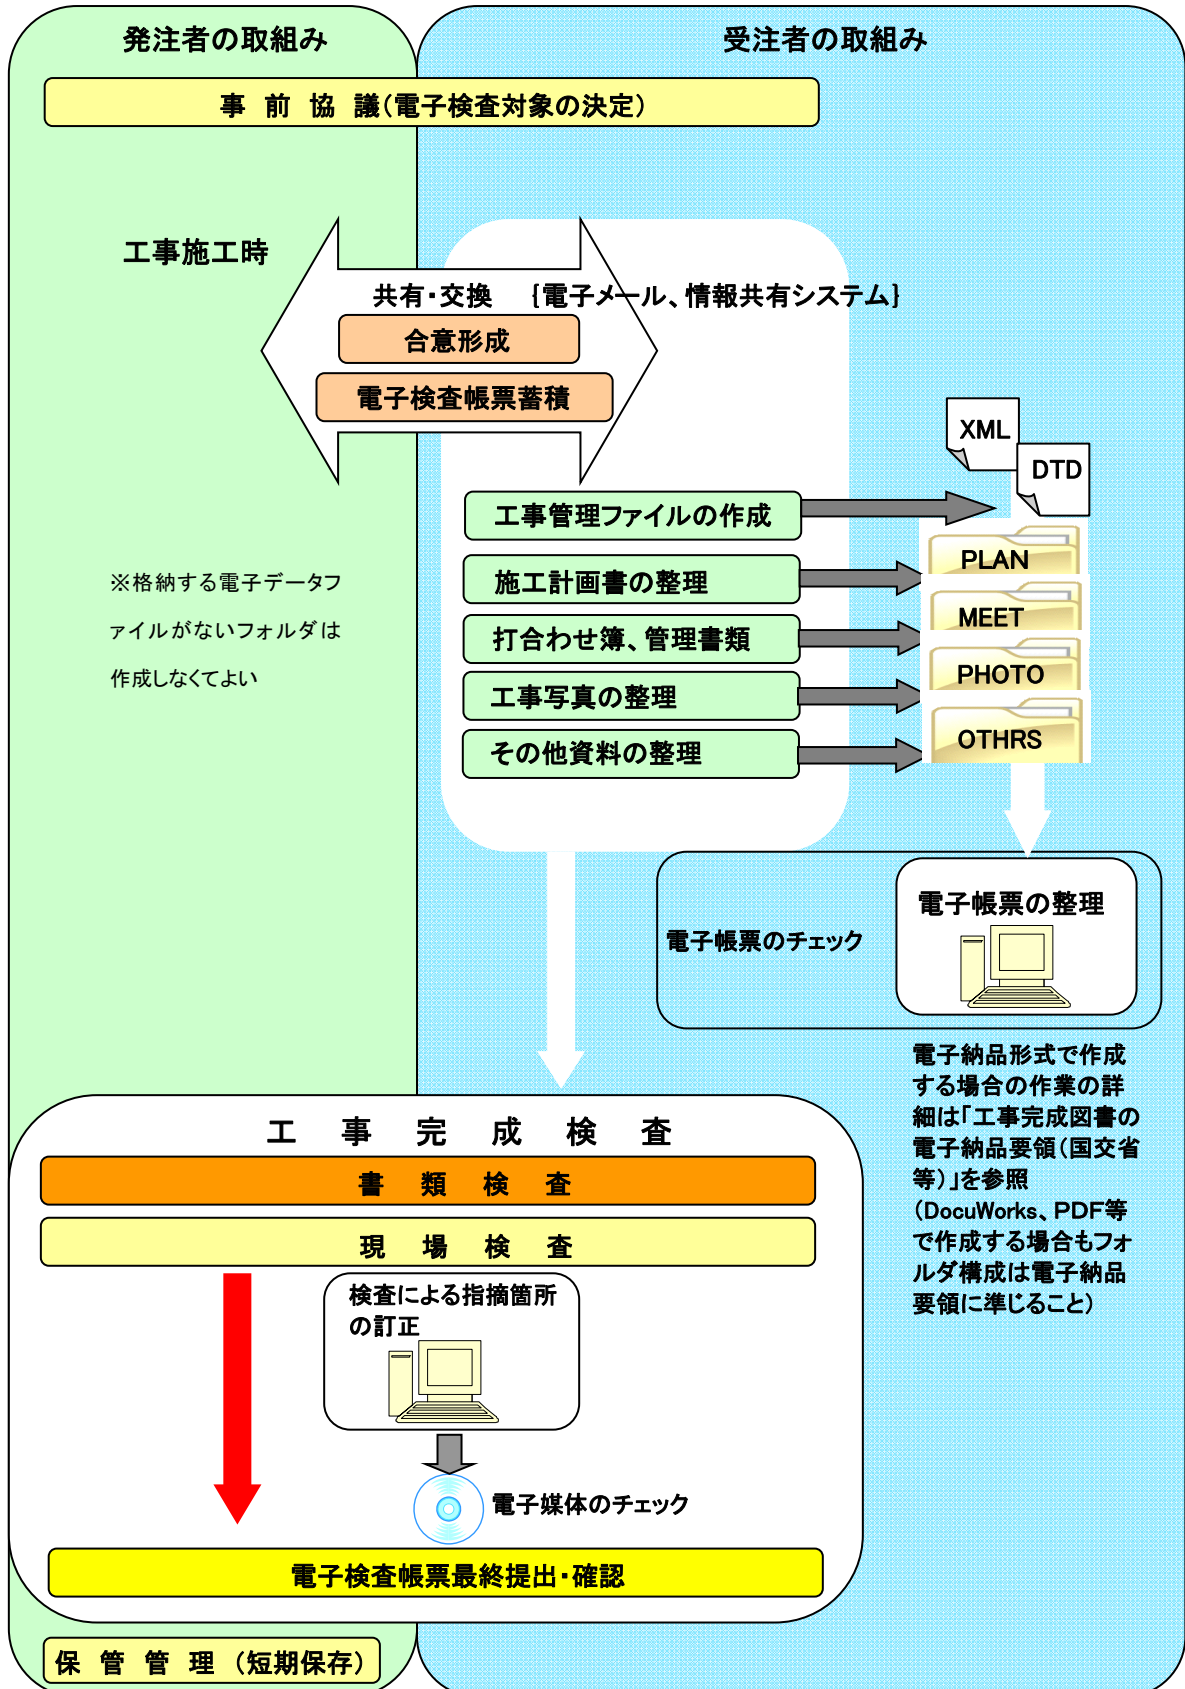 発注者の取組み
受注者の取組み
事 前 協 議(電子検査対象の決定)
工事施工時
共有・交換 {電子メール、情報共有システム}
合意形成
電子検査帳票蓄積
XML
DTD
工事管理ファイルの作成
施工計画書の整理
打合わせ簿、管理書類
工事写真の整理
その他資料の整理
PLAN
MEET
PHOTO
OTHRS
※格納する電子データフ
ァイルがないフォルダは
作成しなくてよい
電子帳票のチェック
電子帳票の整理
電子納品形式で作成
する場合の作業の詳
細は「工事完成図書の
電子納品要領(国交省
等)」を参照
(DocuWorks、PDF等
で作成する場合もフォ
ルダ構成は電子納品
要領に準じること)
工 事 完 成 検 査
書 類 検 査
現 場 検 査
検査による指摘箇所
の訂正
電子媒体のチェック
電子検査帳票最終提出・確認
保 管 管 理 (短期保存)